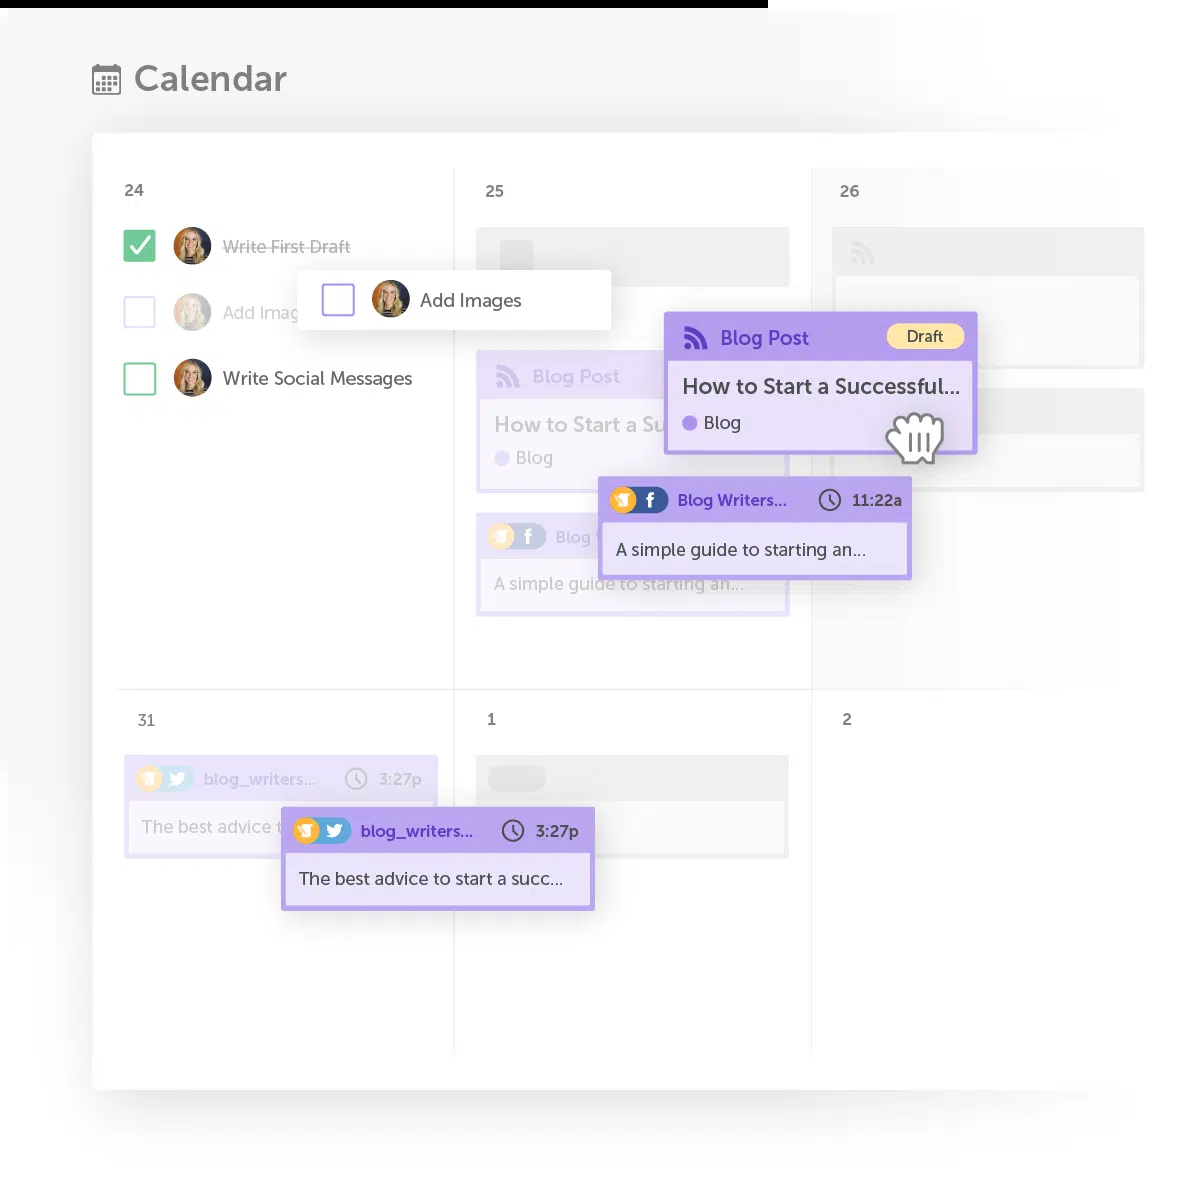 Calendar
24
25
26
Write First Draft
Add Imag
Add Images
Write Social Messages
Blog Post
Draft
How to Start a Successful...
Blog
Blog Post
How to Start a Su
Blog
Blog Writers...
11:22a
A simple guide to starting an...
Blog
A simple guide to starting an...
31
1
2
blog_writers...
3:27p
The best advice t
blog_writers...
3:27p
The best advice to start a succ...